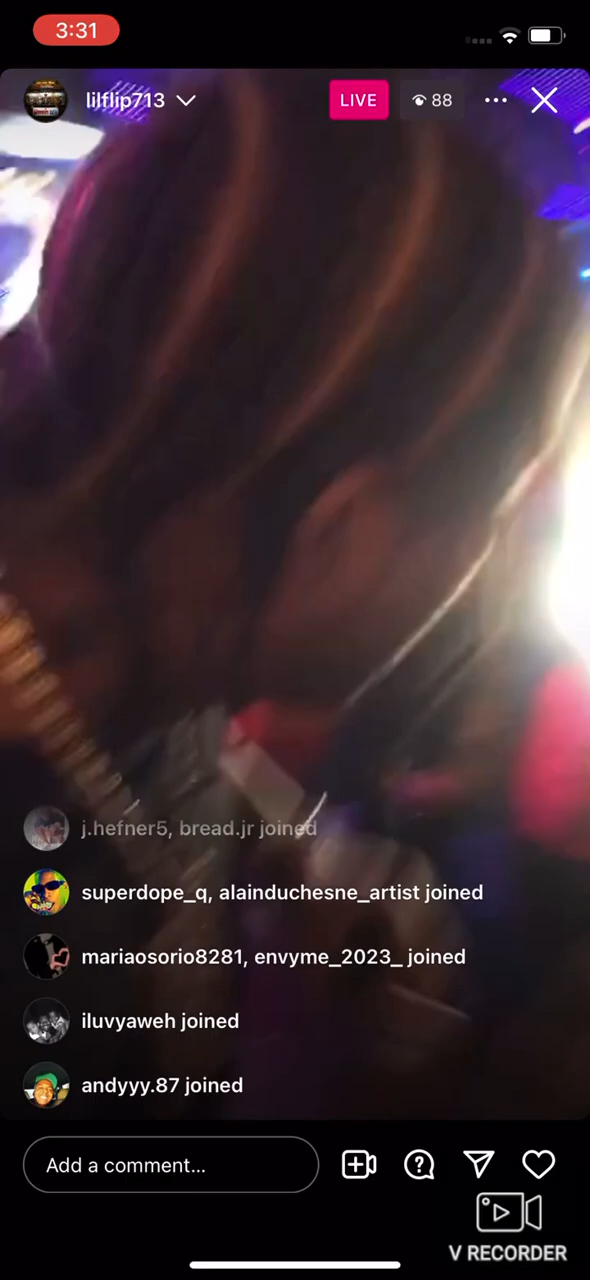 3:31
lilflip713
LIVE
88
j.hefner5, bread.jr joined
superdope_q, alainduchesne_artist joined
mariaosorio8281, envyme_2023_ joined
iluvyaweh joined
andyyy.87 joined
Add a comment...
V RECORDER